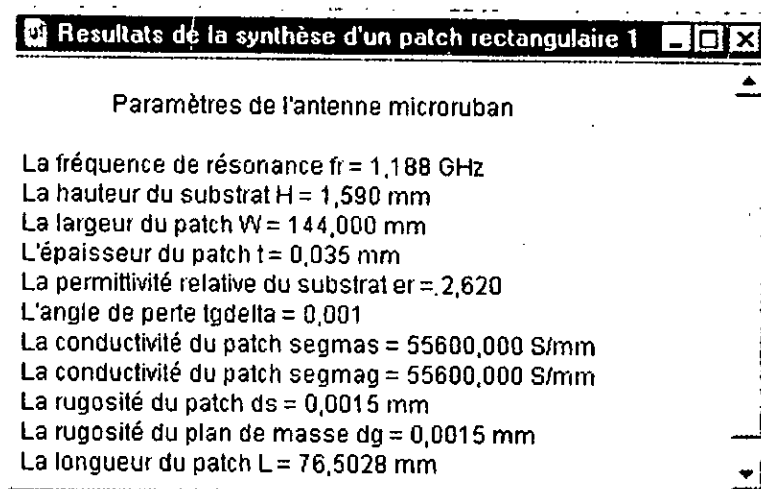 Resultats de la synthèse d'un patch rectangulaire 1
Paramètres de l'antenne microruban
La fréquence de résonance fr = 1,188 GHz
La hauteur du substrat H = 1,590 mm
La largeur du patch W = 144,000 mm
L'épaisseur du patch t = 0,035 mm
La permittivité relative du substrat er = 2,620
L'angle de perte tgdelta = 0,001
La conductivité du patch segmas = 55600,000 S/mm
La conductivité du patch segmag = 55600,000 S/mm
La rugosité du patch ds = 0,0015 mm
La rugosité du plan de masse dg = 0,0015 mm
La longueur du patch L = 76,5028 mm